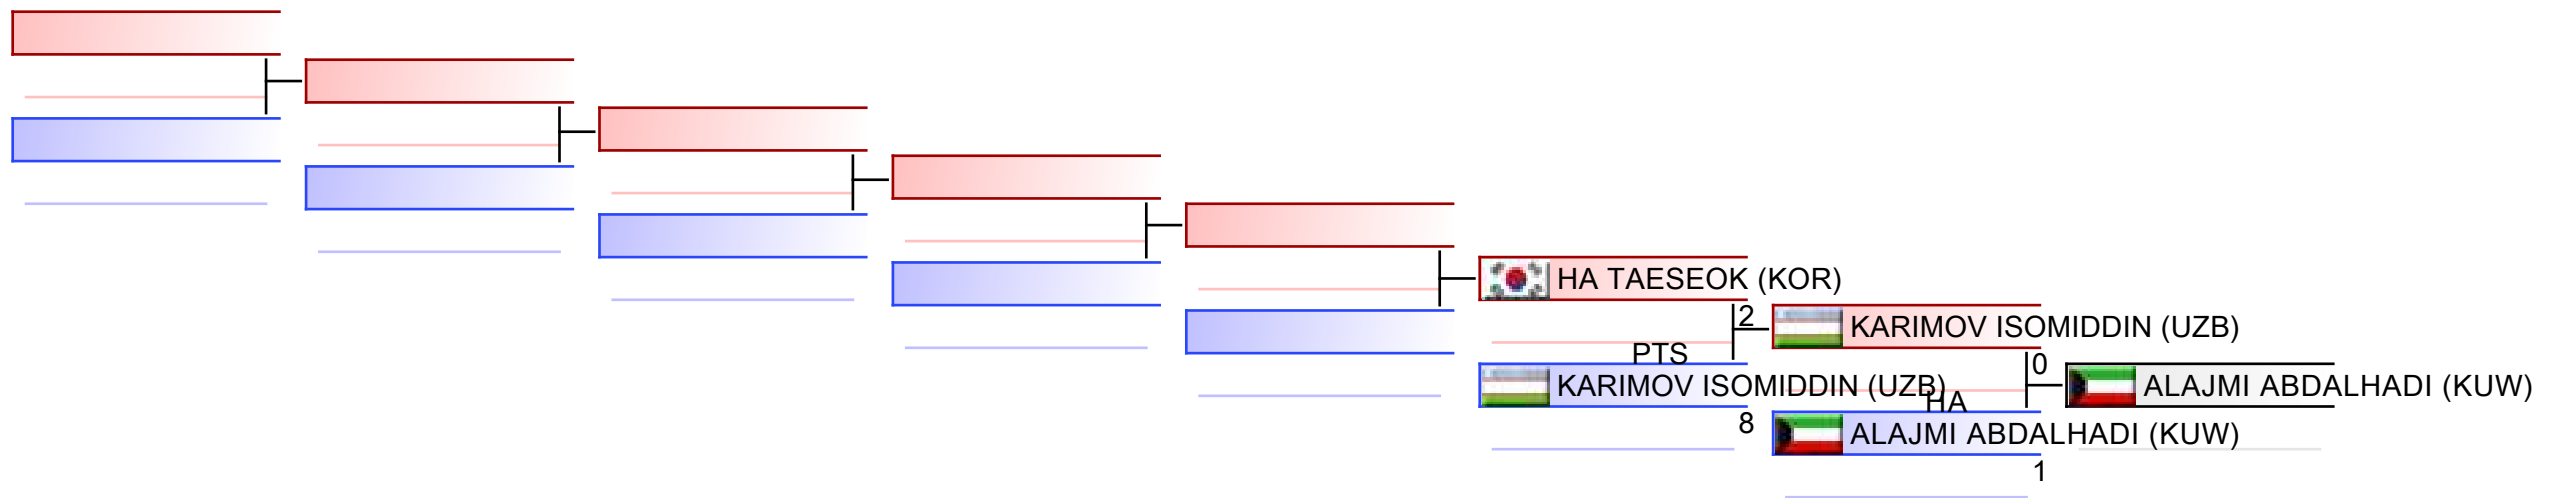 HA TAESEOK (KOR)
2
KARIMOV ISOMIDDIN (UZB)
PTS
0
KARIMOV ISOMIDDIN (UZB)
ALAJMI ABDALHADI (KUW)
HA
8
ALAJMI ABDALHADI (KUW)
1